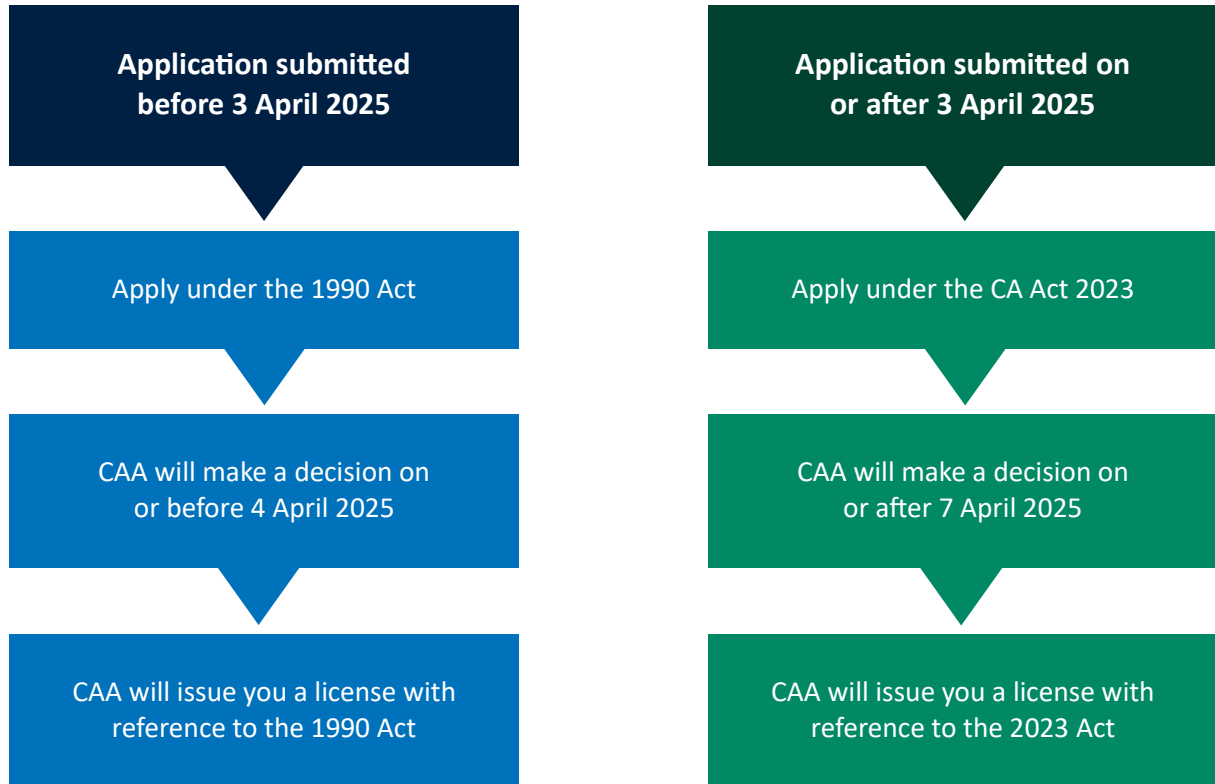 Application submitted
before 3 April 2025
Apply under the 1990 Act
CAA will make a decision on
or before 4 April 2025
CAA will issue you a license with
reference to the 1990 Act
Application submitted on
or after 3 April 2025
Apply under the CA Act 2023
CAA will make a decision on
or after 7 April 2025
CAA will issue you a license with
reference to the 2023 Act